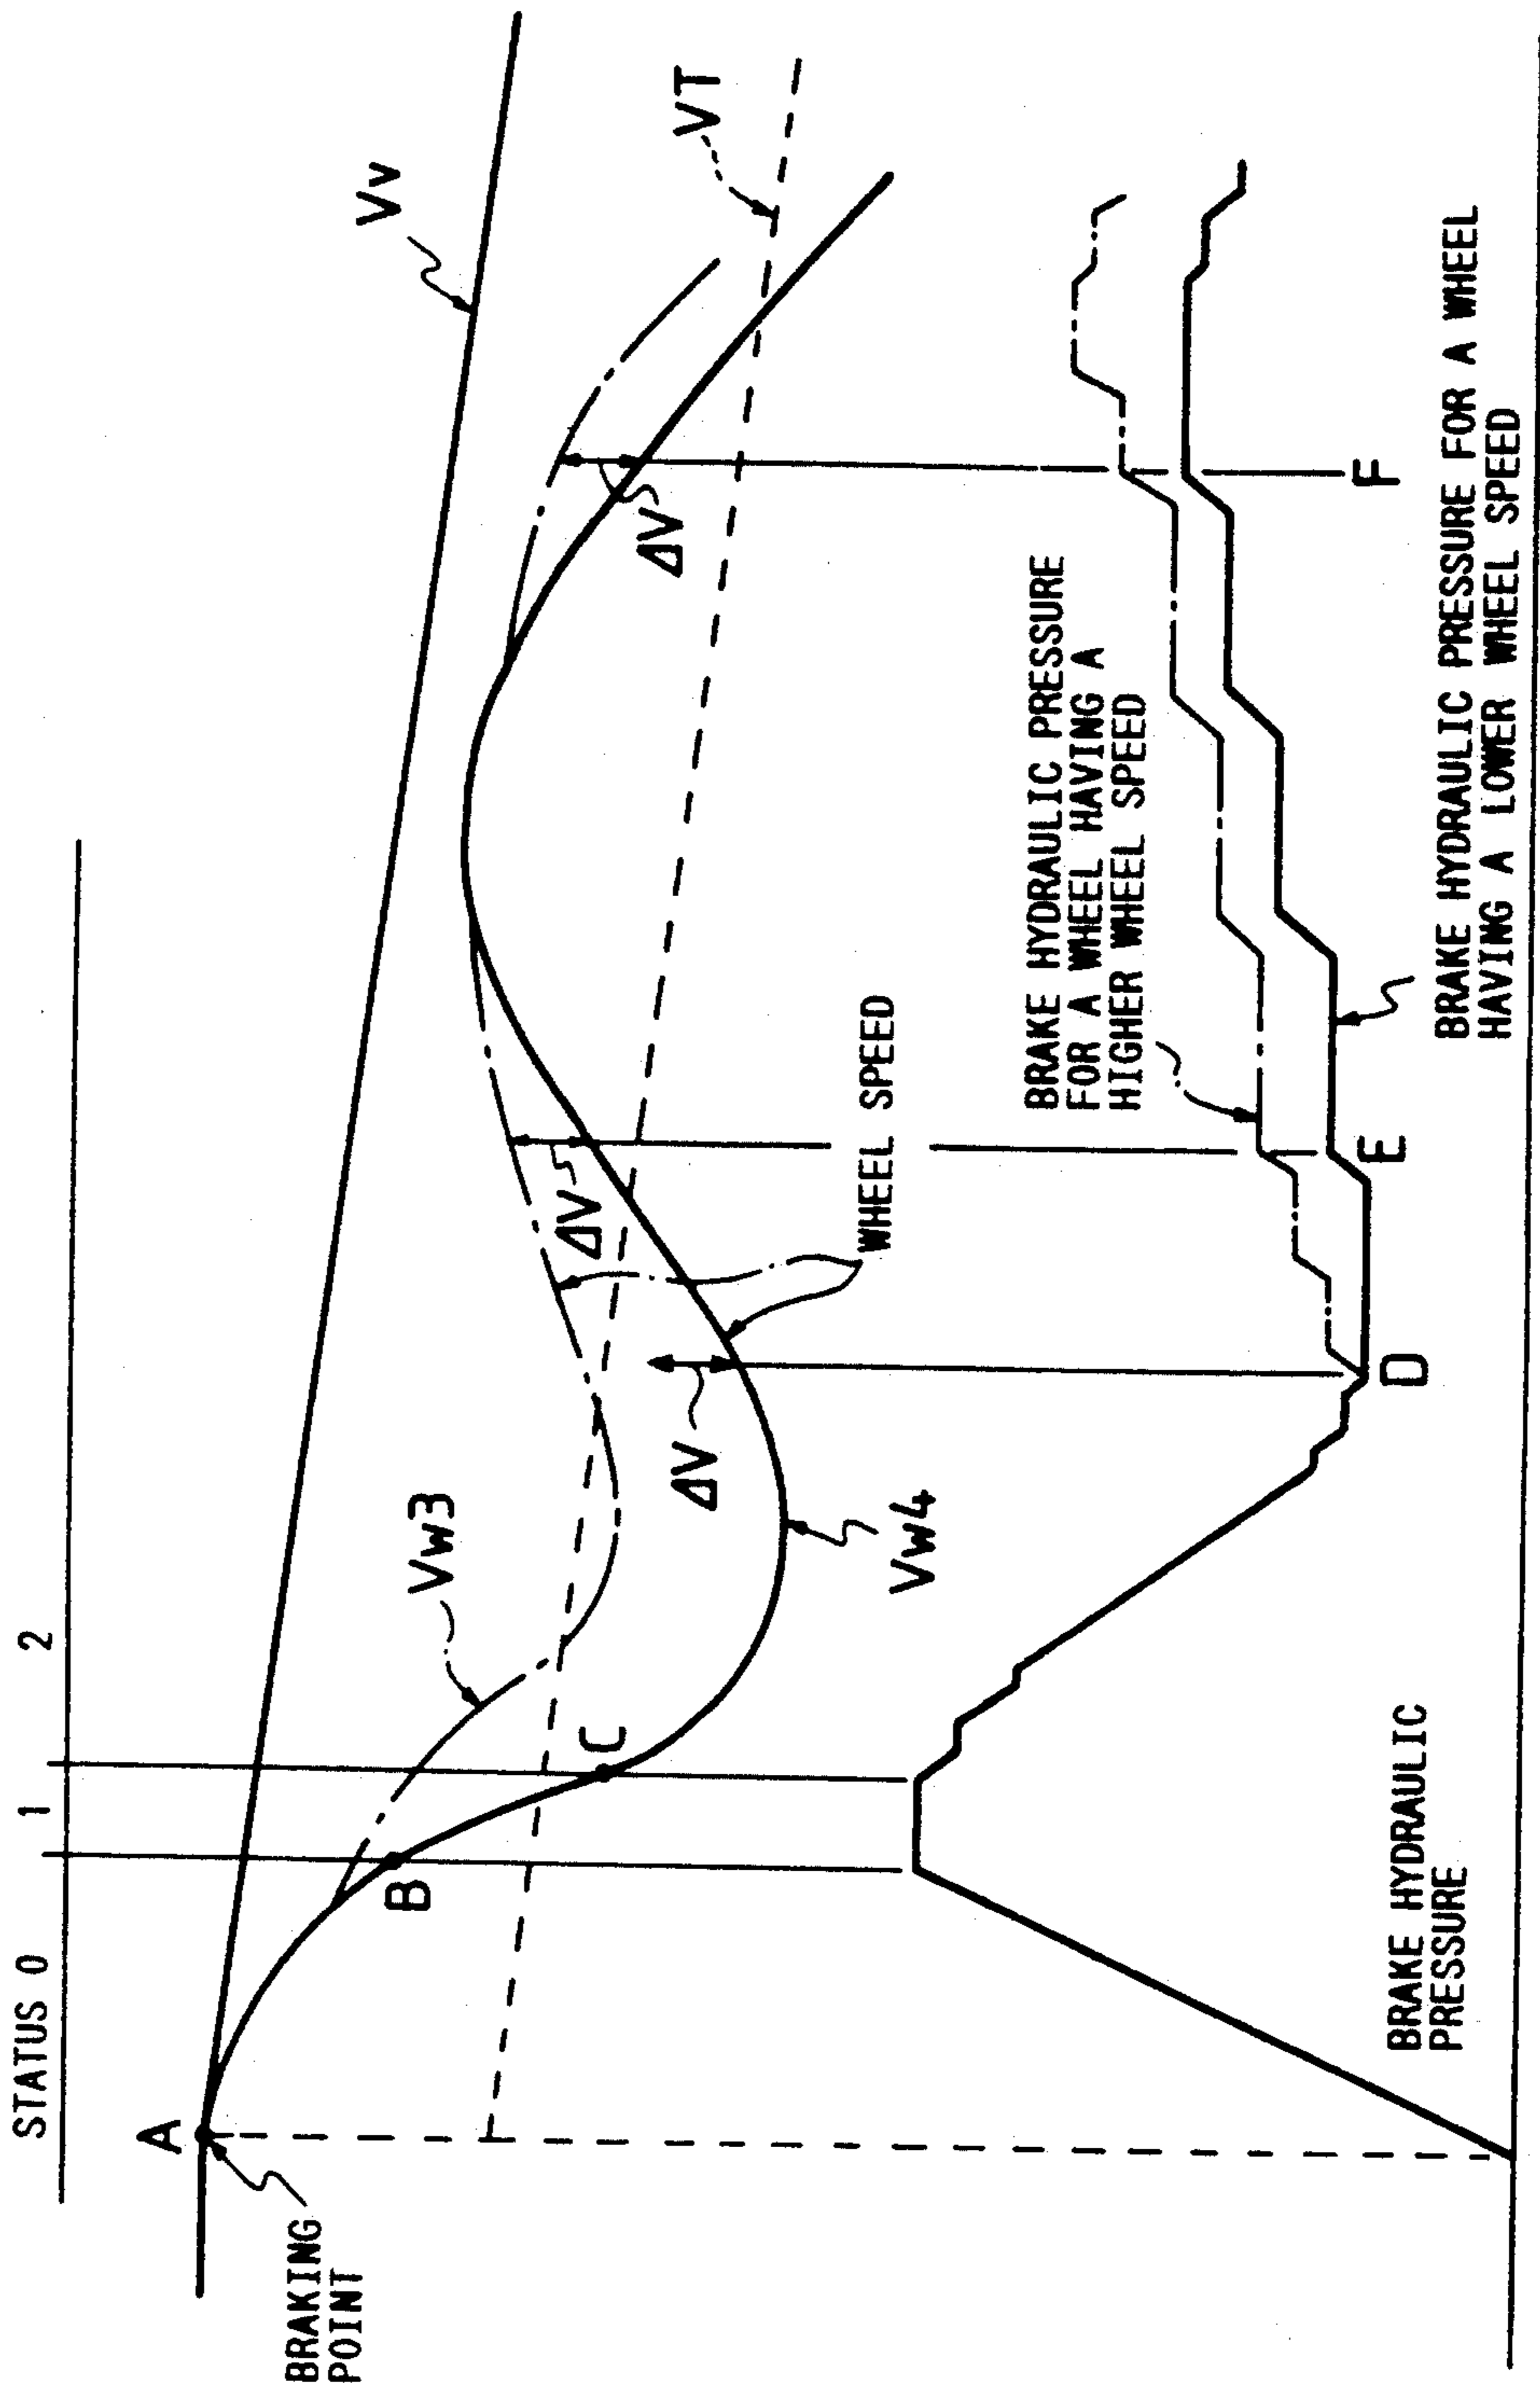 STATUS 0 1 2
A
BRAKING
POINT
B
C
Vw3
Vw4
Vv
VT
ΔV
ΔV
ΔV
WHEEL SPEED
BRAKE HYDRAULIC PRESSURE
FOR A WHEEL HAVING A
HIGHER WHEEL SPEED
D
E
F
BRAKE HYDRAULIC
PRESSURE
BRAKE HYDRAULIC PRESSURE FOR A WHEEL
HAVING A LOWER WHEEL SPEED